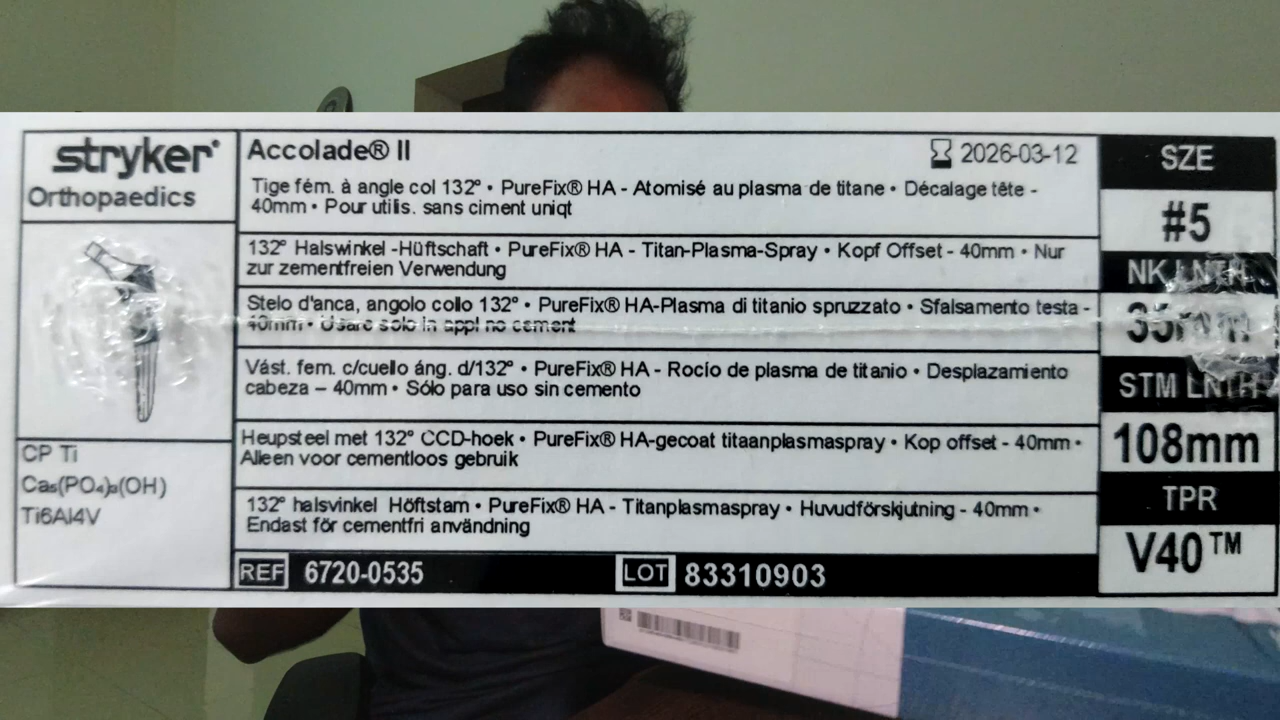 stryker
Orthopaedics
Accolade® II
2026-03-12
Tige fém. à angle col 132° • PureFix® HA - Atomisé au plasma de titane • Décalage tête -
40mm • Pour utilis. sans ciment uniqt
132° Halswinkel -Hüftschaft • PureFix® HA - Titan-Plasma-Spray • Kopf Offset - 40mm • Nur
zur zementfreien Verwendung
Stelo d'anca, angolo collo 132° • PureFix® HA-Plasma di titanio spruzzato • Sfalsamento testa -
40mm • Usare solo in appl no cement
Vást. fem. c/cuello áng. d/132° • PureFix® HA - Rocío de plasma de titanio • Desplazamiento
cabeza – 40mm • Sólo para uso sin cemento
Heupsteel met 132° CCD-hoek • PureFix® HA-gecoat titaanplasmaspray • Kop offset - 40mm •
Alleen voor cementloos gebruik
132° halsvinkel Höftstam • PureFix® HA - Titanplasmaspray • Huvudförskjutning - 40mm •
Endast för cementfri användning
REF 6720-0535
LOT 83310903
CP Ti
Ca₅(PO₄)₃(OH)
Ti6Al4V
SZE
#5
NK LNTH
35mm
STM LNTH
108mm
TPR
V40™